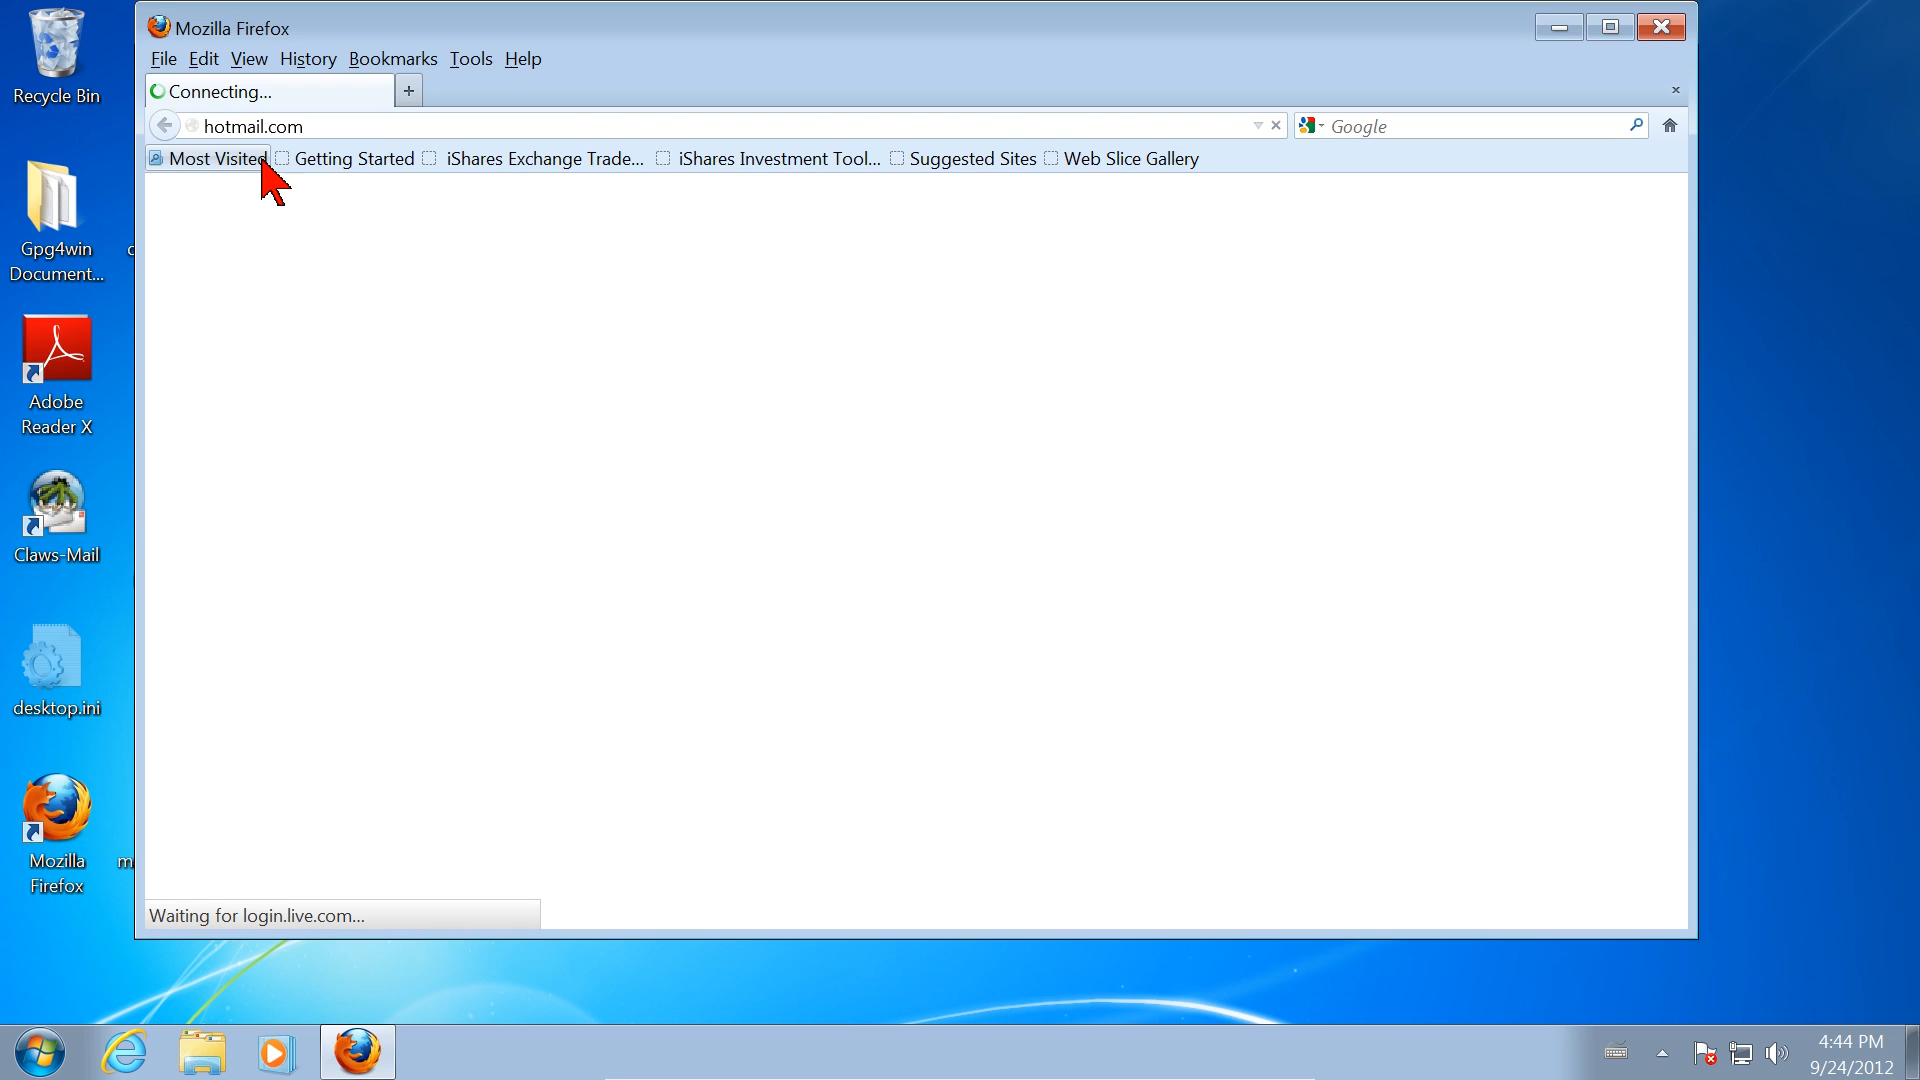 Recycle Bin
Gpg4win
Document...
Adobe
Reader X
Claws-Mail
desktop.ini
Mozilla
Firefox
Mozilla Firefox
File Edit View History Bookmarks Tools Help
Connecting...
+
hotmail.com
Google
Most Visited Getting Started iShares Exchange Trade... iShares Investment Tool... Suggested Sites Web Slice Gallery
Waiting for login.live.com...
4:44 PM
9/24/2012